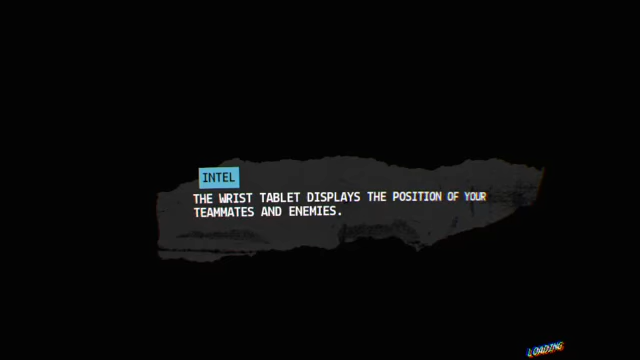 INTEL
THE WRIST TABLET DISPLAYS THE POSITION OF YOUR
TEAMMATES AND ENEMIES.
LOADING